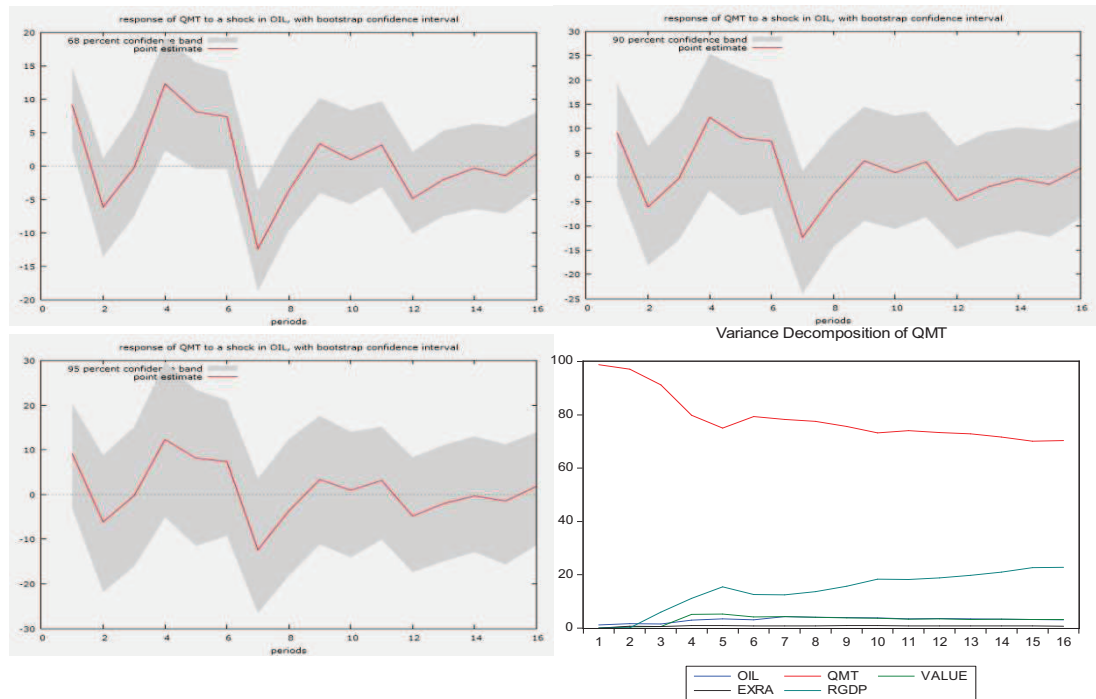 response of QMT to a shock in OIL, with bootstrap confidence interval
68 percent confidence band
point estimate
20
15
10
5
0
-5
-10
-15
-20
0 2 4 6 8 10 12 14 16
periods
response of QMT to a shock in OIL, with bootstrap confidence interval
90 percent confidence band
point estimate
30
25
20
15
10
5
0
-5
-10
-15
-20
-25
0 2 4 6 8 10 12 14 16
periods
response of QMT to a shock in OIL, with bootstrap confidence interval
95 percent confidence band
point estimate
30
20
10
0
-10
-20
-30
0 2 4 6 8 10 12 14 16
periods
Variance Decomposition of QMT
100
80
60
40
20
0
1 2 3 4 5 6 7 8 9 10 11 12 13 14 15 16
OIL QMT VALUE
EXRA RGDP